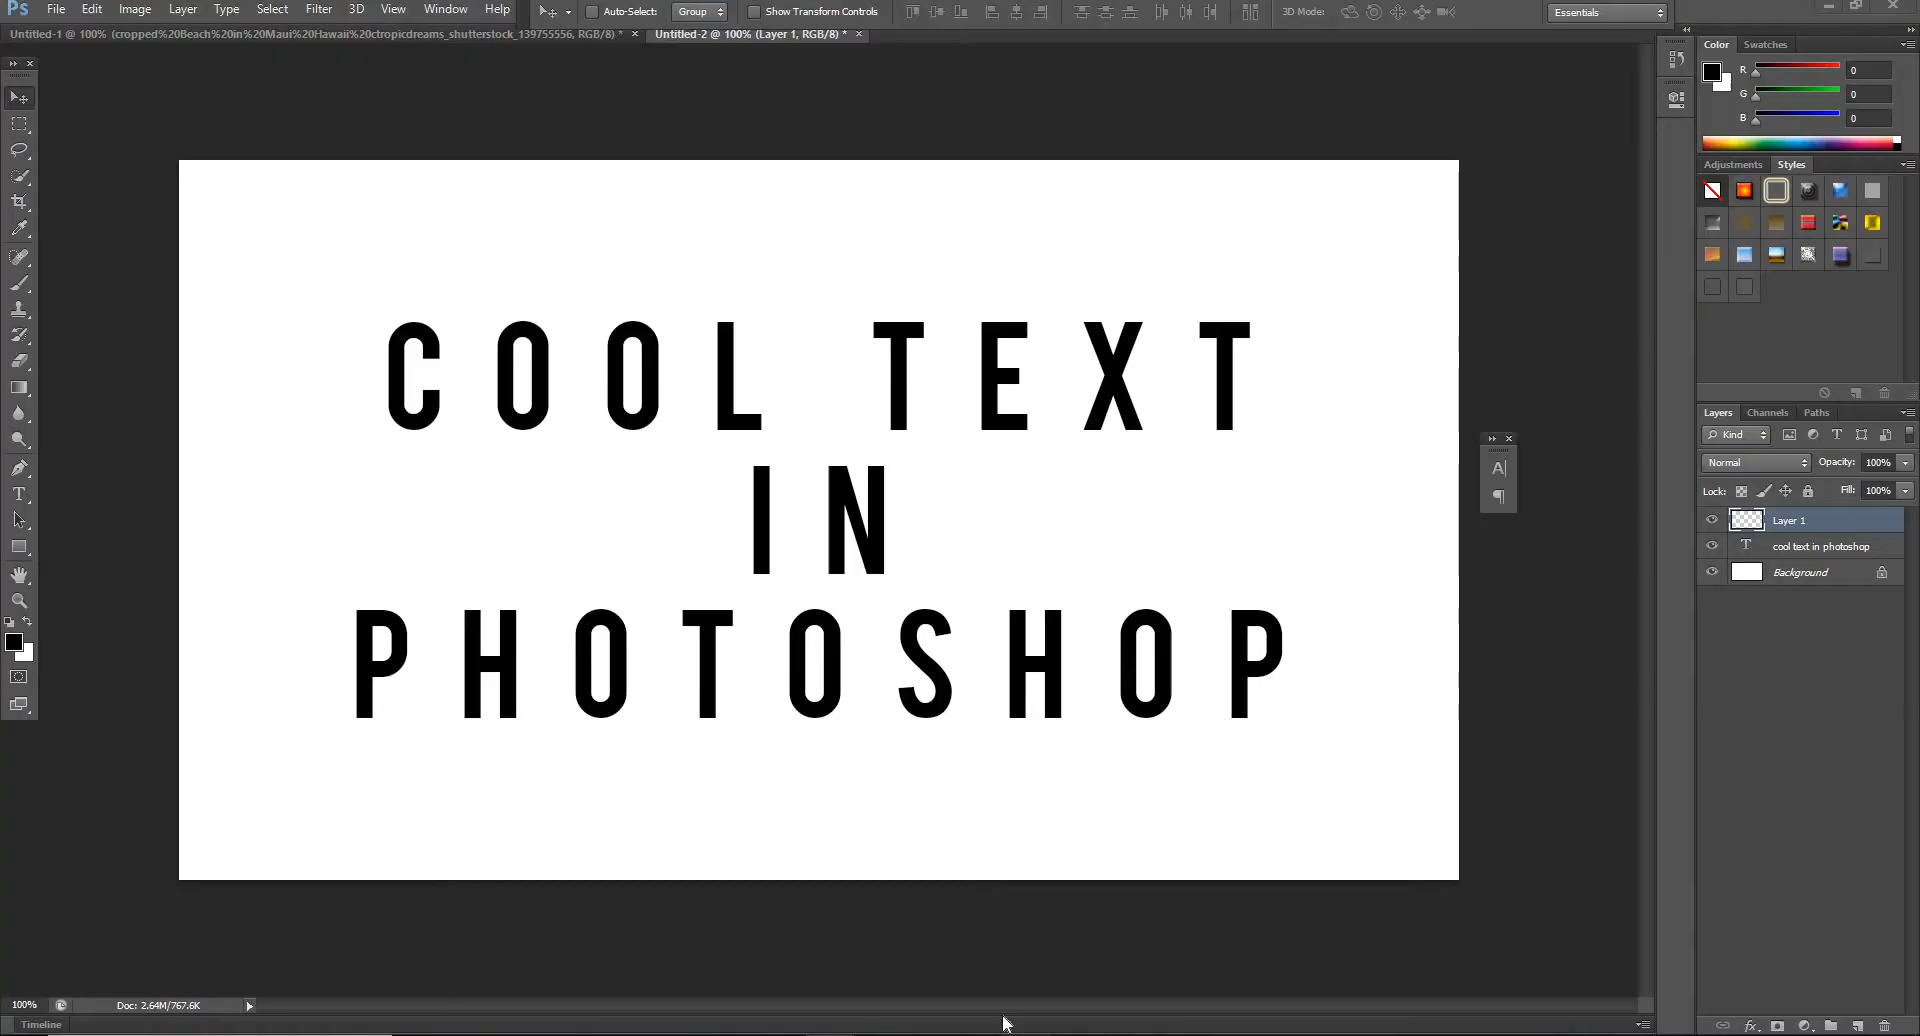 Ps File Edit Image Layer Type Select Filter 3D View Window Help Auto-Select: Group Show Transform Controls 3D Mode: Essentials
Untitled-1 @ 100% (cropped%20Beach%20in%20Maui%20Hawaii%20ctropicdreams_shutterstock_139755556, RGB/8) * × Untitled-2 @ 100% (Layer 1, RGB/8) * ×
Color Swatches
R 0
G 0
B 0
Adjustments Styles
COOL TEXT
IN
PHOTOSHOP
Layers Channels Paths
Kind
Normal Opacity: 100%
Lock: Fill: 100%
Layer 1
T cool text in photoshop
Background
100% Doc: 2.64M/767.6K
Timeline
fx